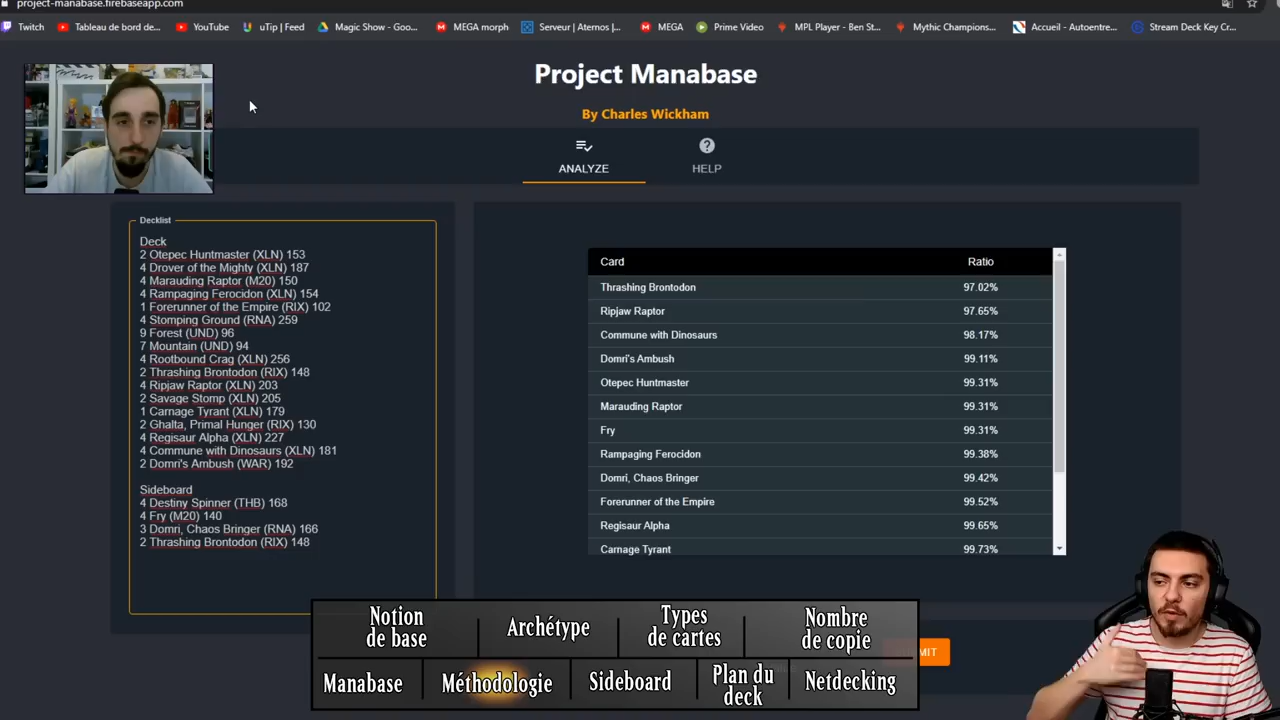 project-manabase.firebaseapp.com
Twitch
Tableau de bord de...
YouTube
uTip | Feed
Magic Show - Goo...
MEGA morph
Serveur | Aternos |...
MEGA
Prime Video
MPL Player - Ben St...
Mythic Champions...
Accueil - Autoentre...
Stream Deck Key Cr...
Project Manabase
By Charles Wickham
ANALYZE
HELP
Decklist
Deck
2 Otepec Huntmaster (XLN) 153
4 Drover of the Mighty (XLN) 187
4 Marauding Raptor (M20) 150
4 Rampaging Ferocidon (XLN) 154
1 Forerunner of the Empire (RIX) 102
4 Stomping Ground (RNA) 259
9 Forest (UND) 96
7 Mountain (UND) 94
4 Rootbound Crag (XLN) 256
2 Thrashing Brontodon (RIX) 148
4 Ripjaw Raptor (XLN) 203
2 Savage Stomp (XLN) 205
1 Carnage Tyrant (XLN) 179
2 Ghalta, Primal Hunger (RIX) 130
4 Regisaur Alpha (XLN) 227
4 Commune with Dinosaurs (XLN) 181
2 Domri's Ambush (WAR) 192
Sideboard
4 Destiny Spinner (THB) 168
4 Fry (M20) 140
3 Domri, Chaos Bringer (RNA) 166
2 Thrashing Brontodon (RIX) 148
Card Ratio
Thrashing Brontodon 97.02%
Ripjaw Raptor 97.65%
Commune with Dinosaurs 98.17%
Domri's Ambush 99.11%
Otepec Huntmaster 99.31%
Marauding Raptor 99.31%
Fry 99.31%
Rampaging Ferocidon 99.38%
Domri, Chaos Bringer 99.42%
Forerunner of the Empire 99.52%
Regisaur Alpha 99.65%
Carnage Tyrant 99.73%
Notion
de base
Archétype
Types
de cartes
Nombre
de copie
Manabase
Méthodologie
Sideboard
Plan du
deck
Netdecking